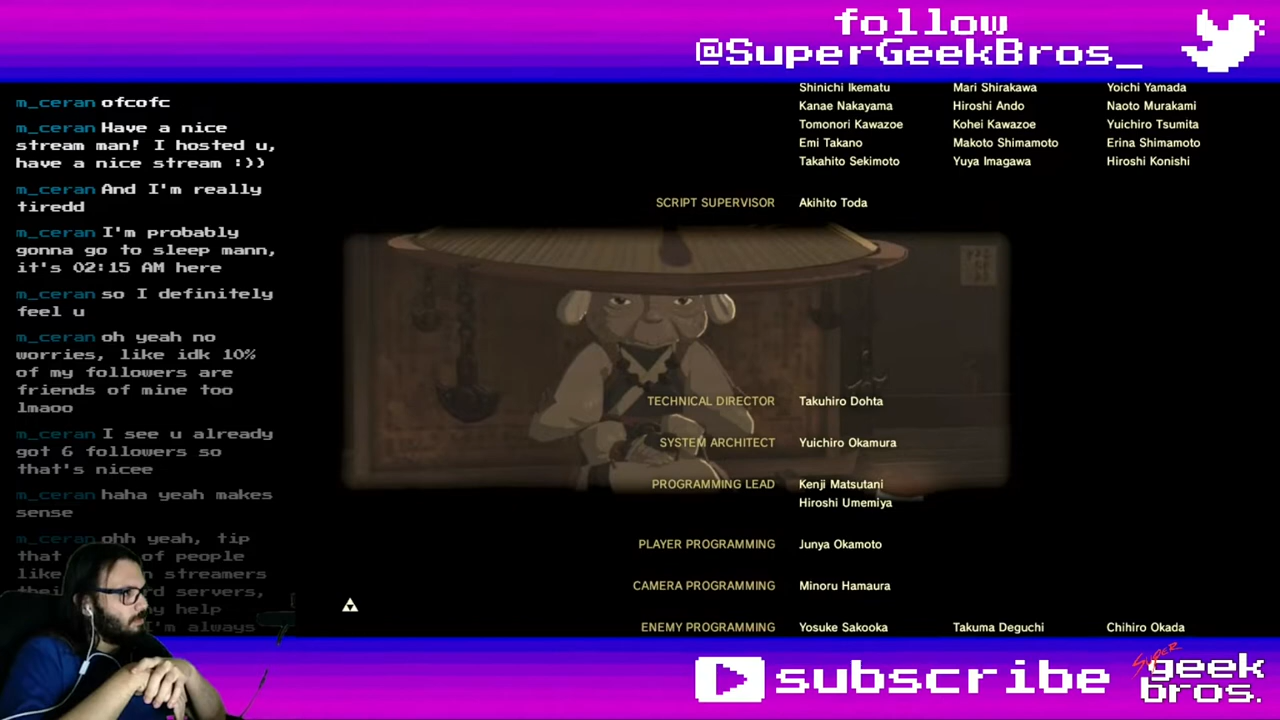 follow
@SuperGeekBros_
m_ceran ofcofc
m_ceran Have a nice
stream man! I hosted u,
have a nice stream :))
m_ceran And I'm really
tiredd
m_ceran I'm probably
gonna go to sleep mann,
it's 02:15 AM here
m_ceran so I definitely
feel u
m_ceran oh yeah no
worries, like idk 10%
of my followers are
friends of mine too
lmaoo
m_ceran I see u already
got 6 followers so
that's nicee
m_ceran haha yeah makes
sense
m_ceran ohh yeah, tip
that of people
like streamers
servers,
help
I'm always
Shinichi Ikematu Mari Shirakawa Yoichi Yamada
Kanae Nakayama Hiroshi Ando Naoto Murakami
Tomonori Kawazoe Kohei Kawazoe Yuichiro Tsumita
Emi Takano Makoto Shimamoto Erina Shimamoto
Takahito Sekimoto Yuya Imagawa Hiroshi Konishi
SCRIPT SUPERVISOR Akihito Toda
TECHNICAL DIRECTOR Takuhiro Dohta
SYSTEM ARCHITECT Yuichiro Okamura
PROGRAMMING LEAD Kenji Matsutani
Hiroshi Umemiya
PLAYER PROGRAMMING Junya Okamoto
CAMERA PROGRAMMING Minoru Hamaura
ENEMY PROGRAMMING Yosuke Sakooka Takuma Deguchi Chihiro Okada
subscribe
SUPER
geek
bros.